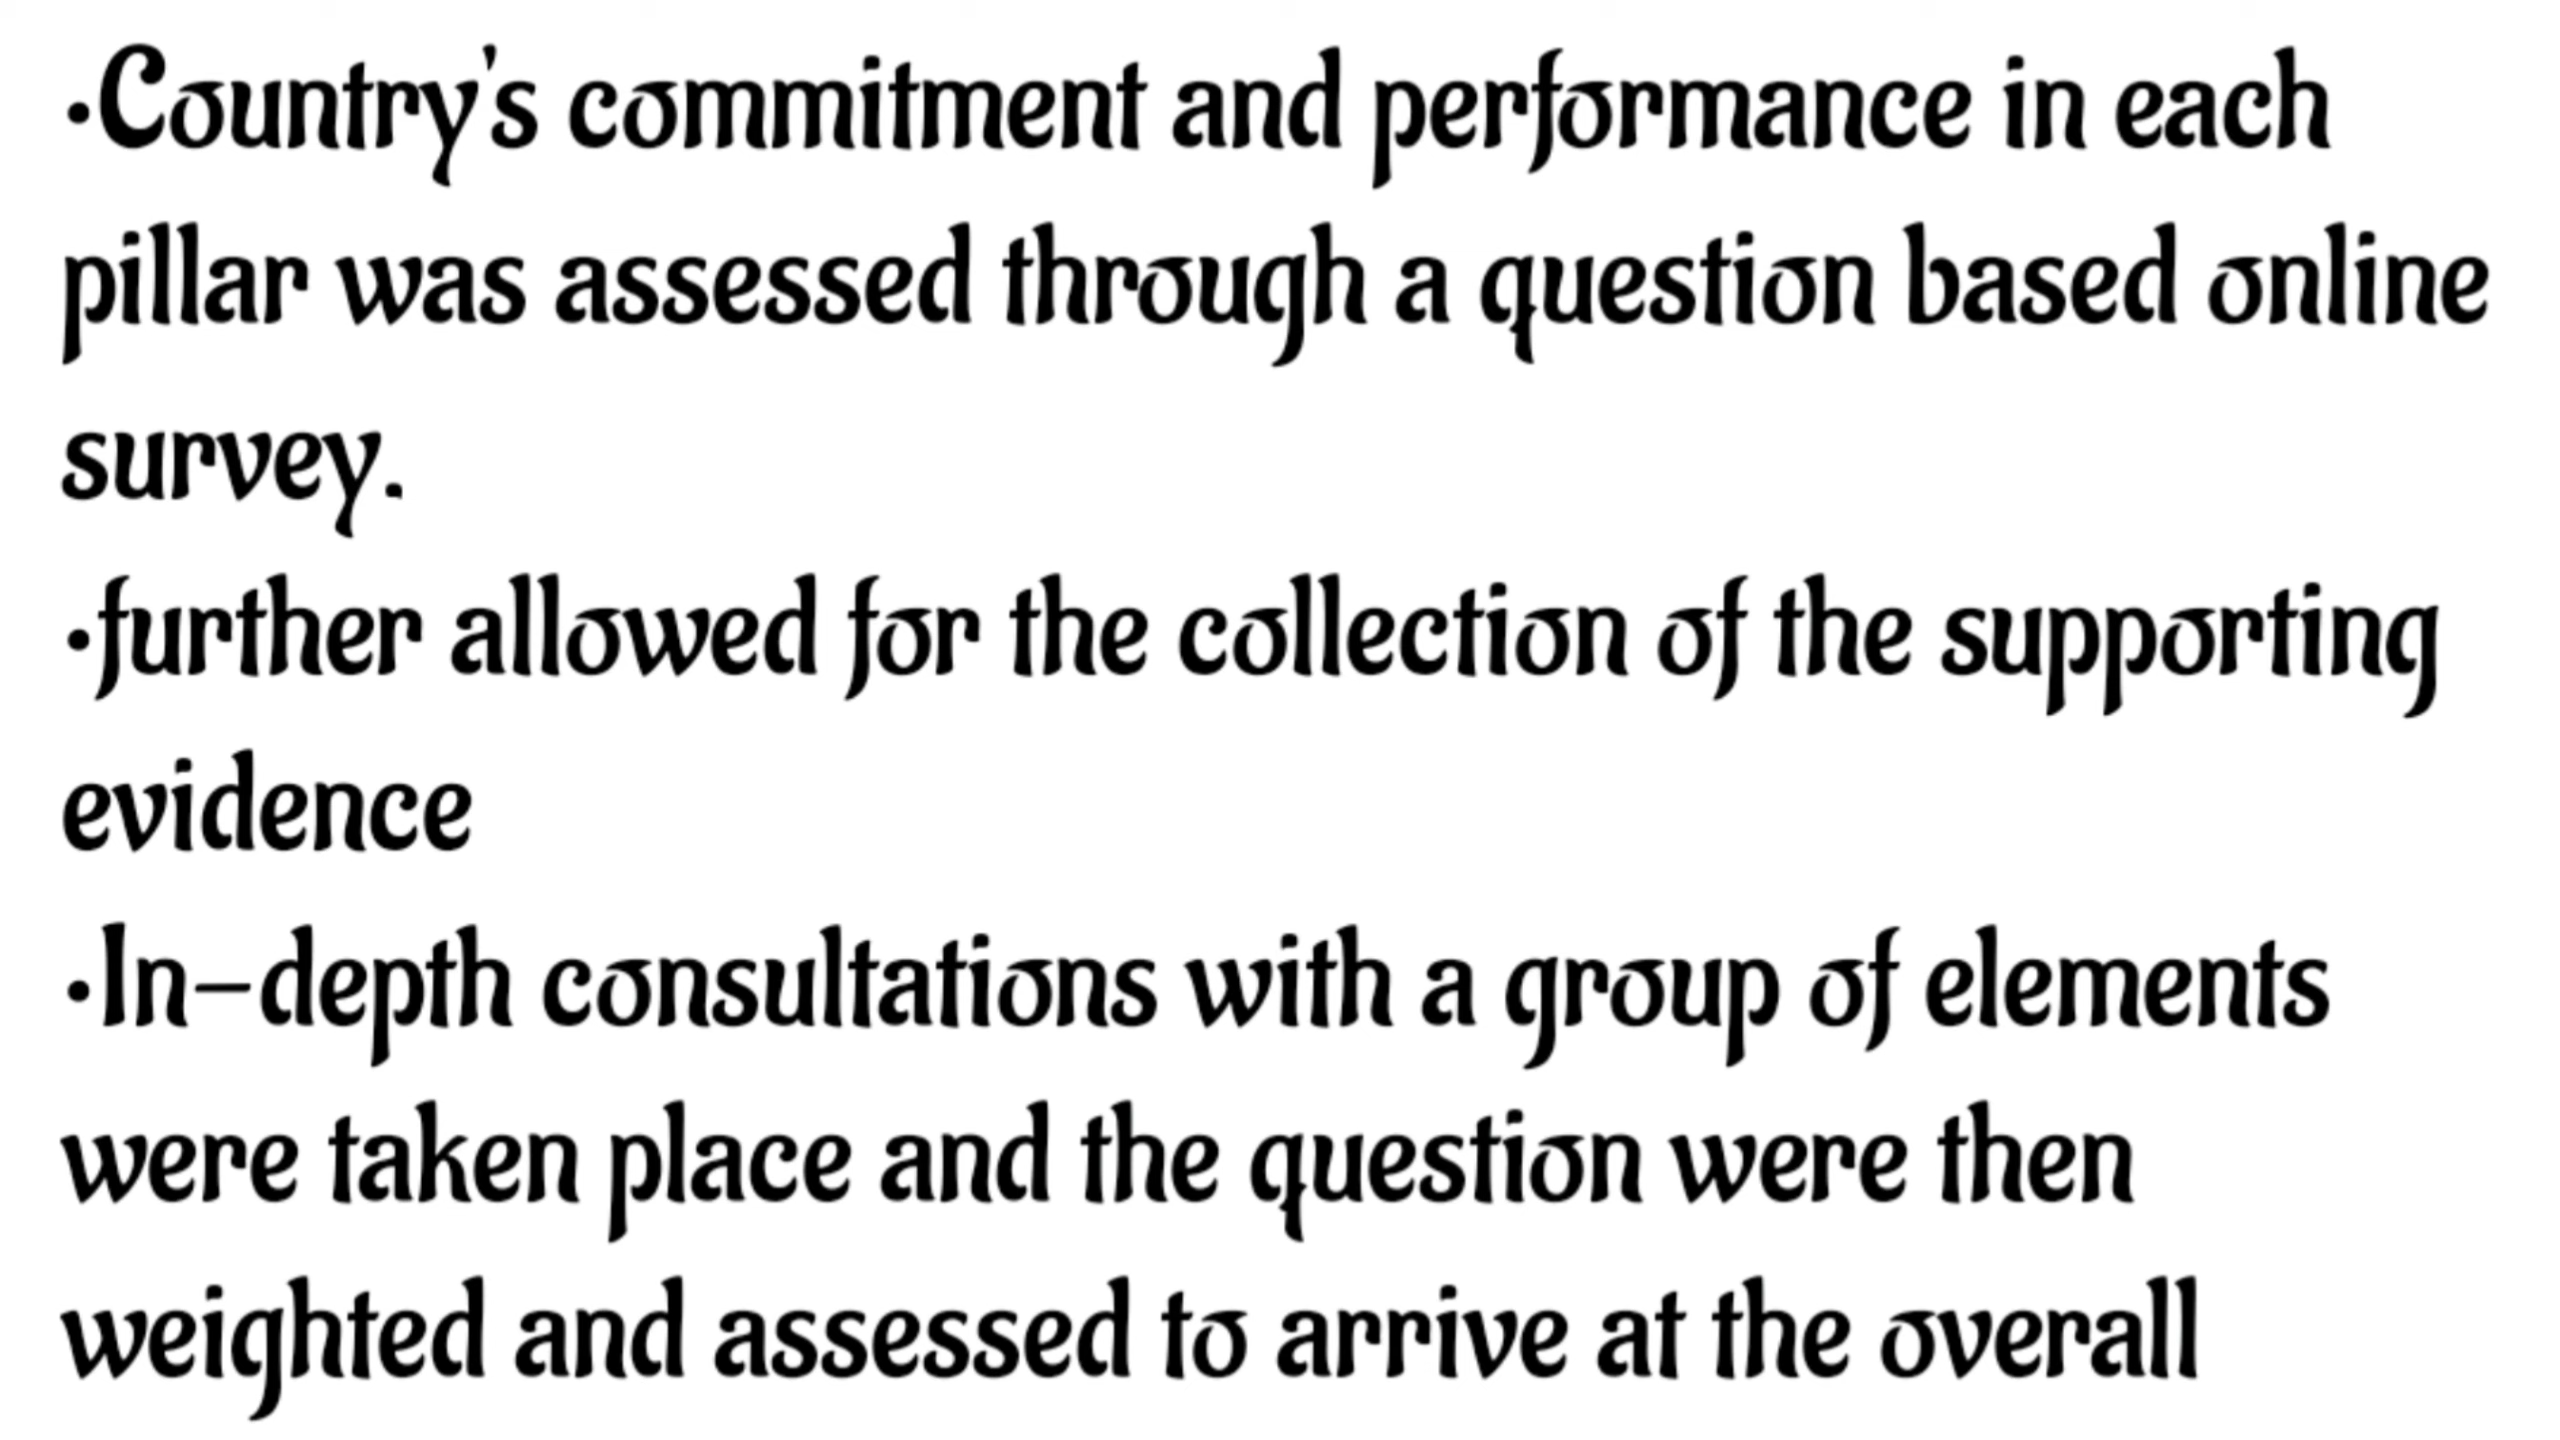 •Country's commitment and performance in each
pillar was assessed through a question based online
survey.
•further allowed for the collection of the supporting
evidence
•In-depth consultations with a group of elements
were taken place and the question were then
weighted and assessed to arrive at the overall